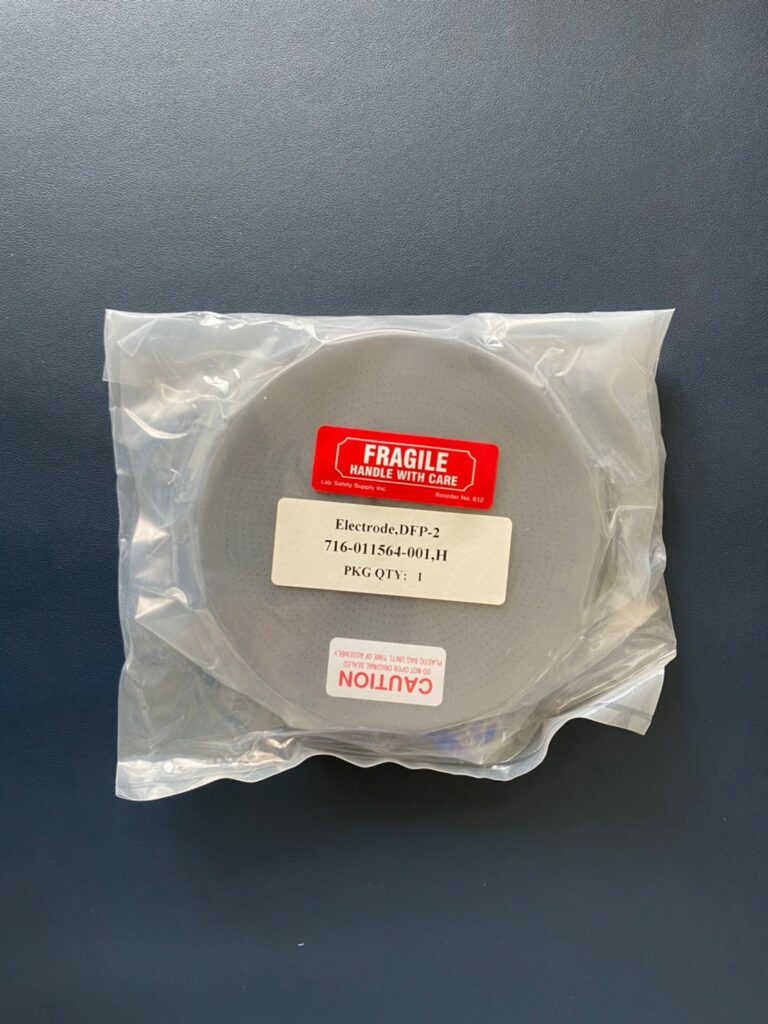 FRAGILE
HANDLE WITH CARE
Lab Safety Supply Inc.
Reorder No. 612
Electrode,DFP-2
716-011564-001,H
PKG QTY: 1
CAUTION
DO NOT OPEN ORIGINAL SEALED
PLASTIC BAG UNITL TIME OF ASSEMBLY